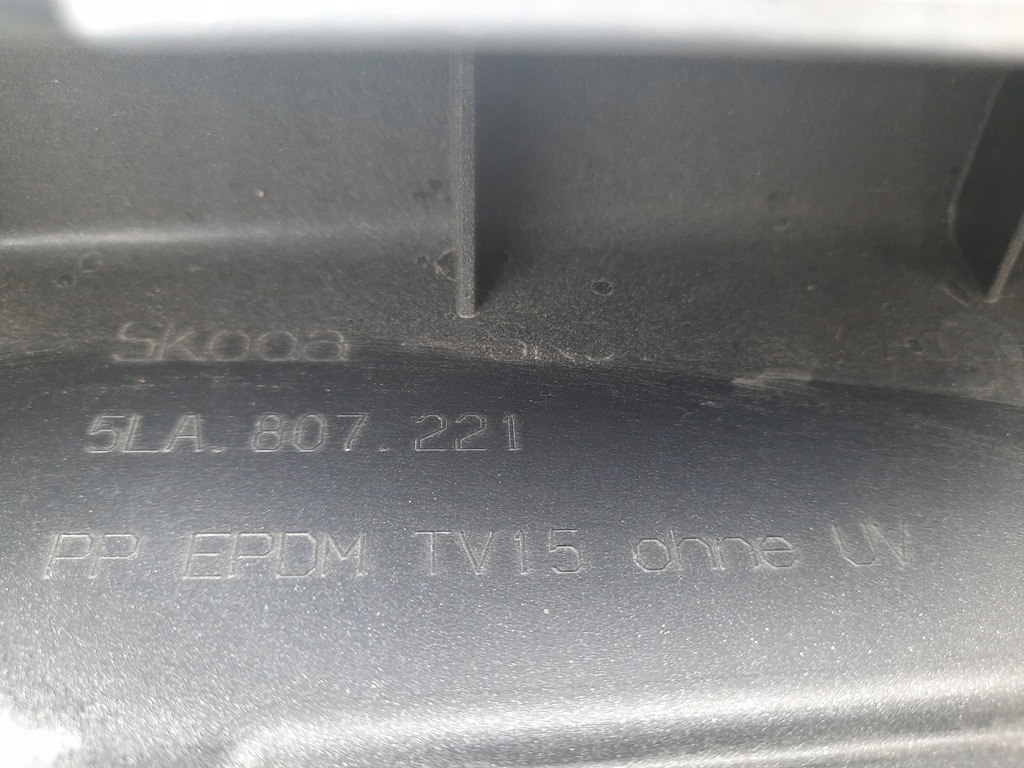 Skoda
5LA.807.221
PP EPDM TV15 ohne UV